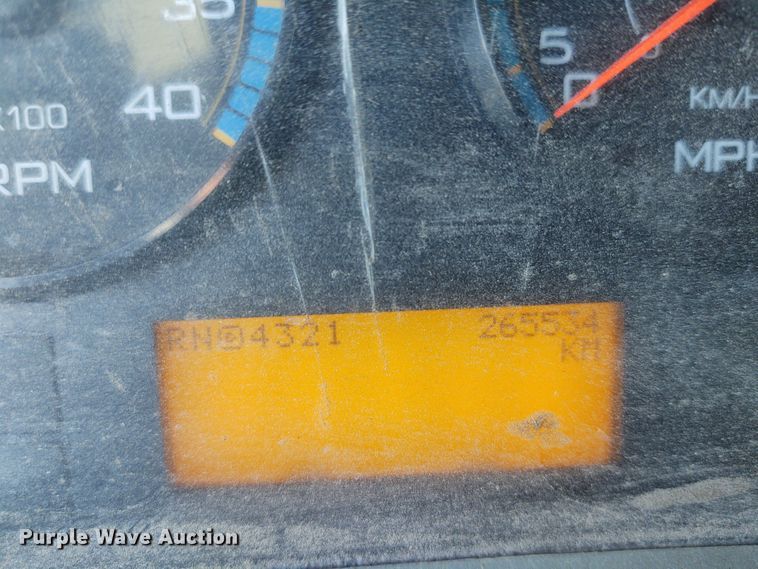 35
40
X100
RPM
5
0
KM/H
MPH
RN D 4321
265534
KM
Purple Wave Auction